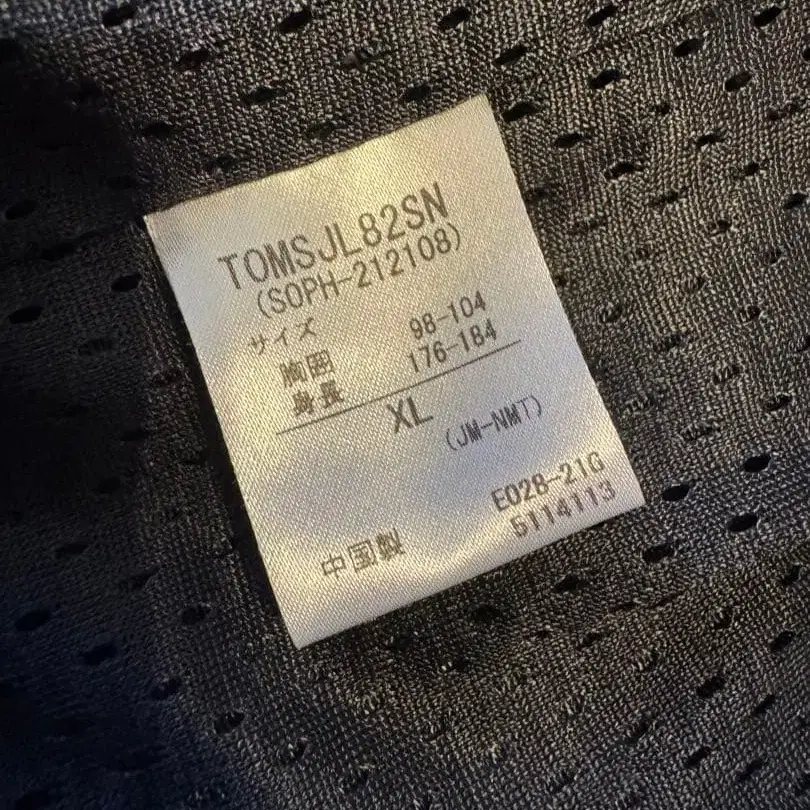 TOMSJL82SN
(SOPH-212108)
サイズ
胸囲 98-104
身長 176-184
XL
(JM-NMT)
E028-21G
5114113
中国製